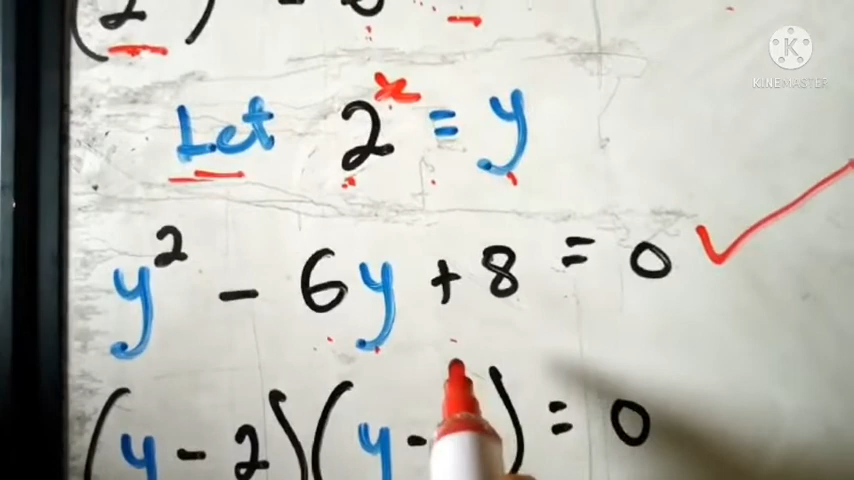 K
KINEMASTER
Let 2^x = y
y² - 6y + 8 = 0
(y - 2)(y - ) = 0